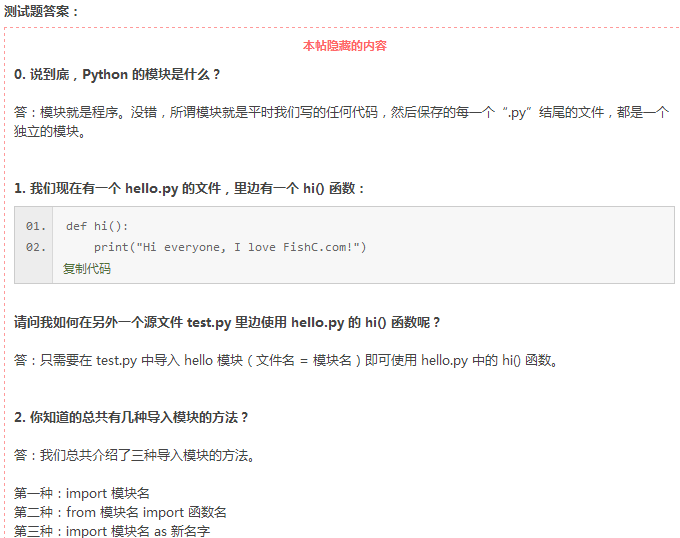 测试题答案：
本帖隐藏的内容
0. 说到底，Python 的模块是什么？
答：模块就是程序。没错，所谓模块就是平时我们写的任何代码，然后保存的每一个“.py”结尾的文件，都是一个
独立的模块。
1. 我们现在有一个 hello.py 的文件，里边有一个 hi() 函数：
01. def hi():
02.     print("Hi everyone, I love FishC.com!")
复制代码
请问我如何在另外一个源文件 test.py 里边使用 hello.py 的 hi() 函数呢？
答：只需要在 test.py 中导入 hello 模块（文件名 = 模块名）即可使用 hello.py 中的 hi() 函数。
2. 你知道的总共有几种导入模块的方法？
答：我们总共介绍了三种导入模块的方法。
第一种：import 模块名
第二种：from 模块名 import 函数名
第三种：import 模块名 as 新名字